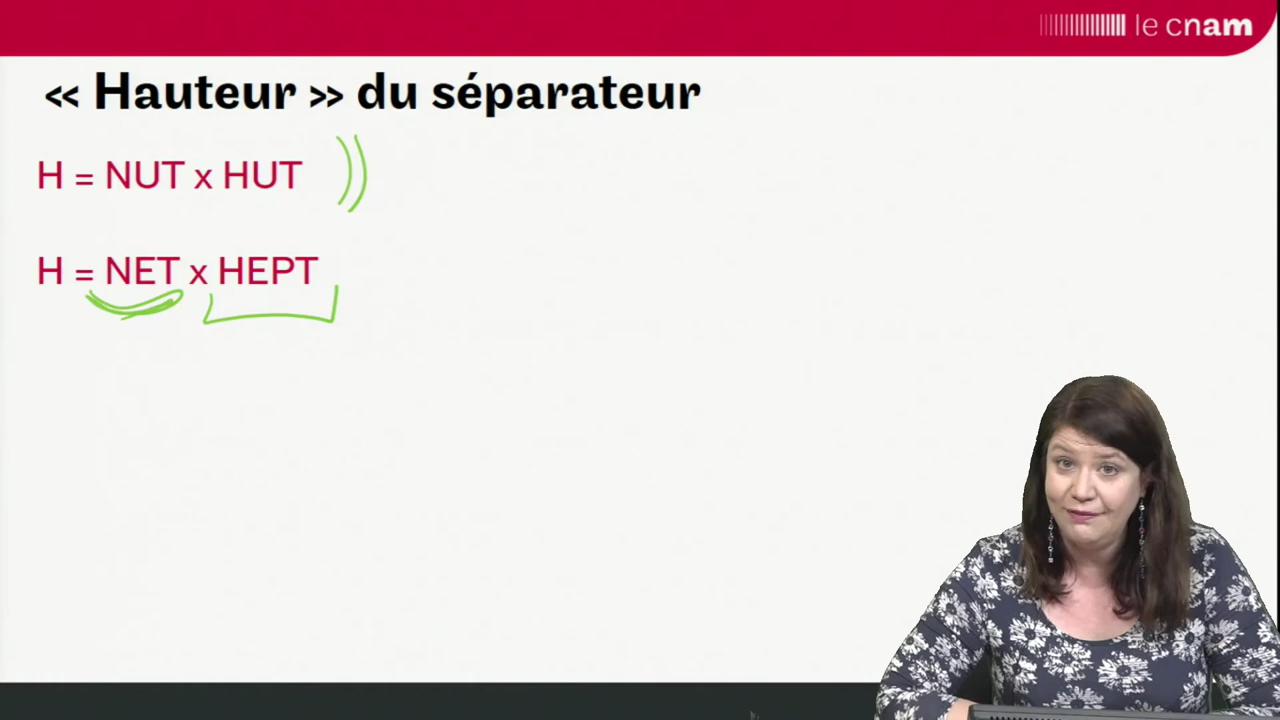 le cnam
« Hauteur » du séparateur
H = NUT x HUT
H = NET x HEPT